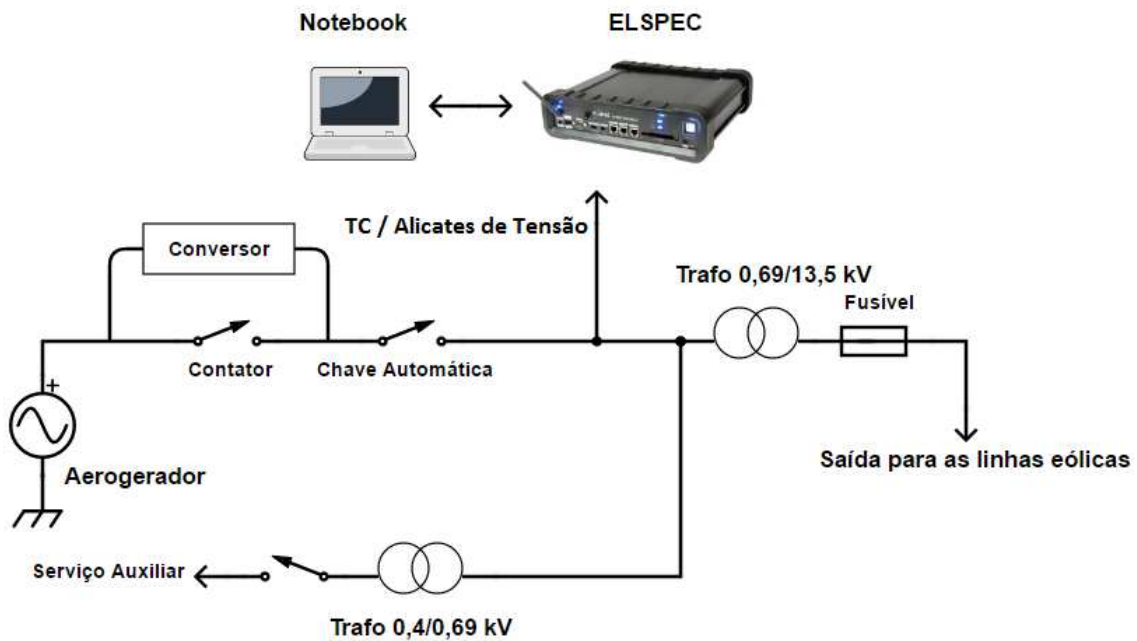 Notebook
ELSPEC
TC / Alicates de Tensão
Conversor
Trafo 0,69/13,5 kV
Fusível
Contator
Chave Automática
+
Aerogerador
Saída para as linhas eólicas
Serviço Auxiliar
Trafo 0,4/0,69 kV